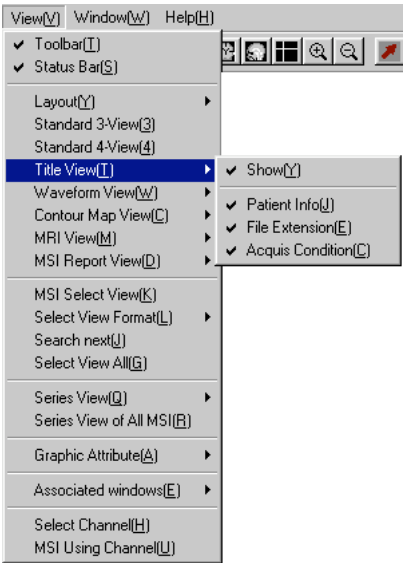 View(V) Window(W) Help(H)
Toolbar(T)
Status Bar(S)
Layout(Y)
Standard 3-View(3)
Standard 4-View(4)
Title View(T)
Show(Y)
Waveform View(W)
Patient Info(J)
Contour Map View(C)
File Extension(E)
MRI View(M)
Acquis Condition(C)
MSI Report View(D)
MSI Select View(K)
Select View Format(L)
Search next(J)
Select View All(G)
Series View(Q)
Series View of All MSI(R)
Graphic Attribute(A)
Associated windows(E)
Select Channel(H)
MSI Using Channel(U)